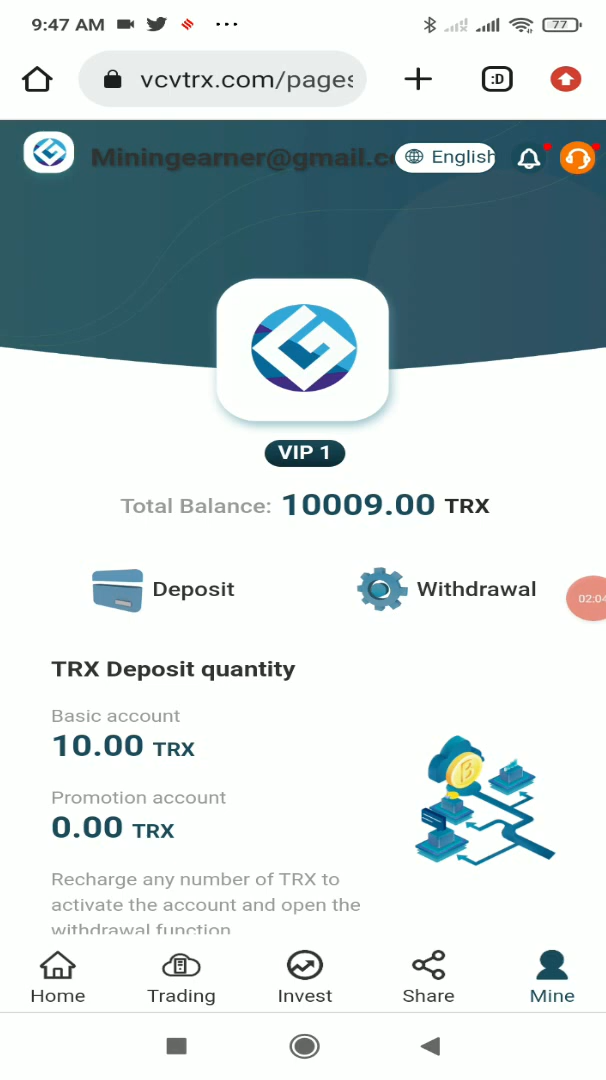 9:47 AM
77
vcvtrx.com/pages
:D
Miningearner@gmail.c
English
VIP 1
Total Balance: 10009.00 TRX
Deposit
Withdrawal
02:04
TRX Deposit quantity
Basic account
10.00 TRX
Promotion account
0.00 TRX
Recharge any number of TRX to
activate the account and open the
withdrawal function
Home
Trading
Invest
Share
Mine